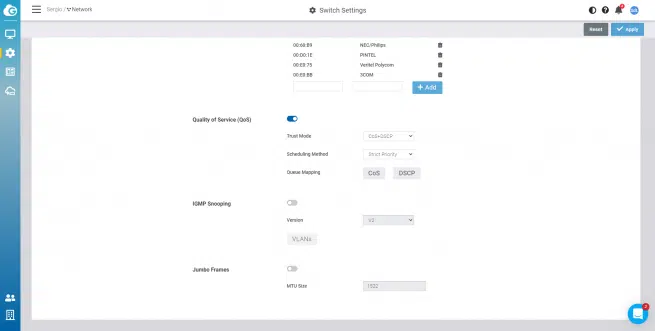 Sergio / Network
Switch Settings
Reset
Apply
00:60:B9 NEC/Philips
00:D0:1E PINTEL
00:E0:75 Veritel Polycom
00:E0:BB 3COM
+ Add
Quality of Service (QoS)
Trust Mode CoS+DSCP
Scheduling Method Strict Priority
Queue Mapping CoS DSCP
IGMP Snooping
Version
VLANs
Jumbo Frames
MTU Size 1522